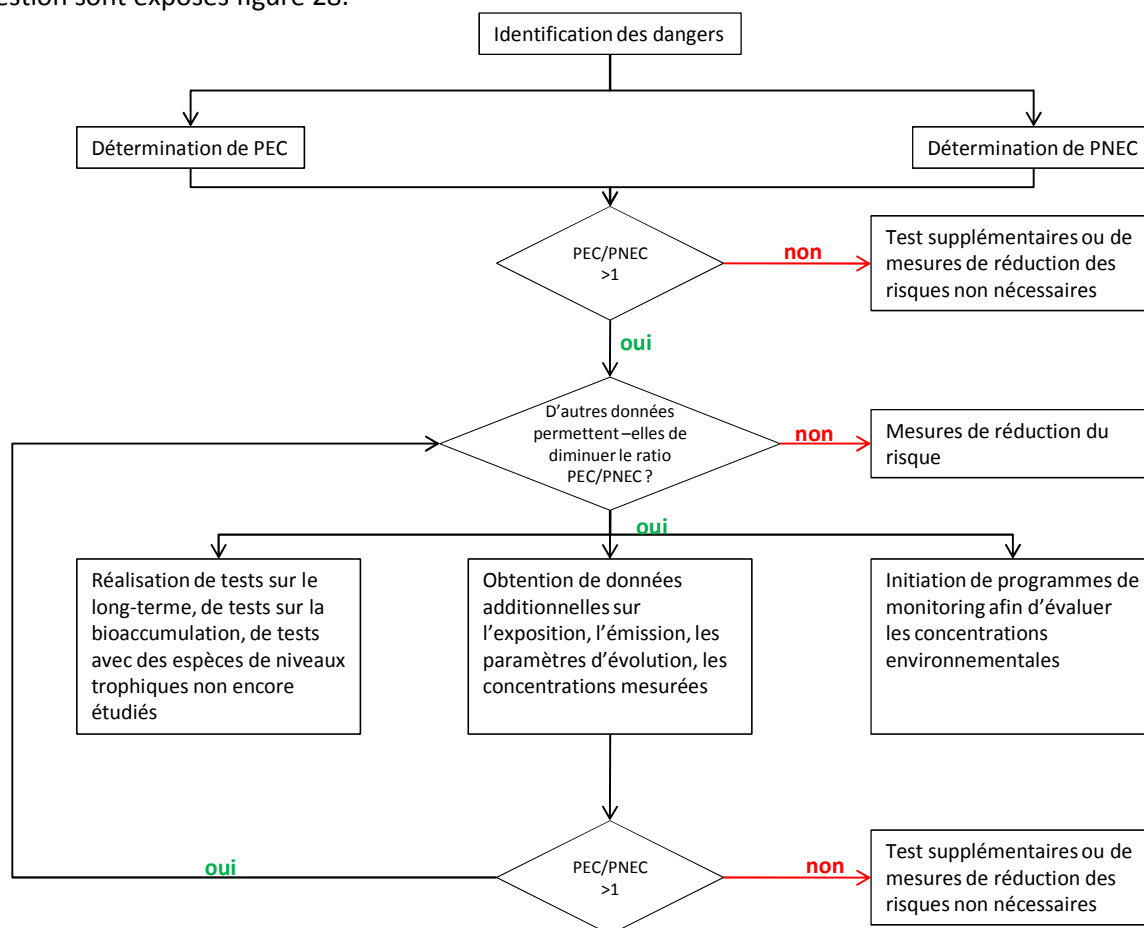 estion sont exposés figure 28.
Identification des dangers
Détermination de PEC
Détermination de PNEC
PEC/PNEC
>1
non
Test supplémentaires ou de
mesures de réduction des
risques non nécessaires
oui
D'autres données
permettent –elles de
diminuer le ratio
PEC/PNEC ?
non
Mesures de réduction du
risque
oui
Réalisation de tests sur le
long-terme, de tests sur la
bioaccumulation, de tests
avec des espèces de niveaux
trophiques non encore
étudiés
Obtention de données
additionnelles sur
l'exposition, l'émission, les
paramètres d'évolution, les
concentrations mesurées
Initiation de programmes de
monitoring afin d'évaluer
les concentrations
environnementales
oui
PEC/PNEC
>1
non
Test supplémentaires ou de
mesures de réduction des
risques non nécessaires